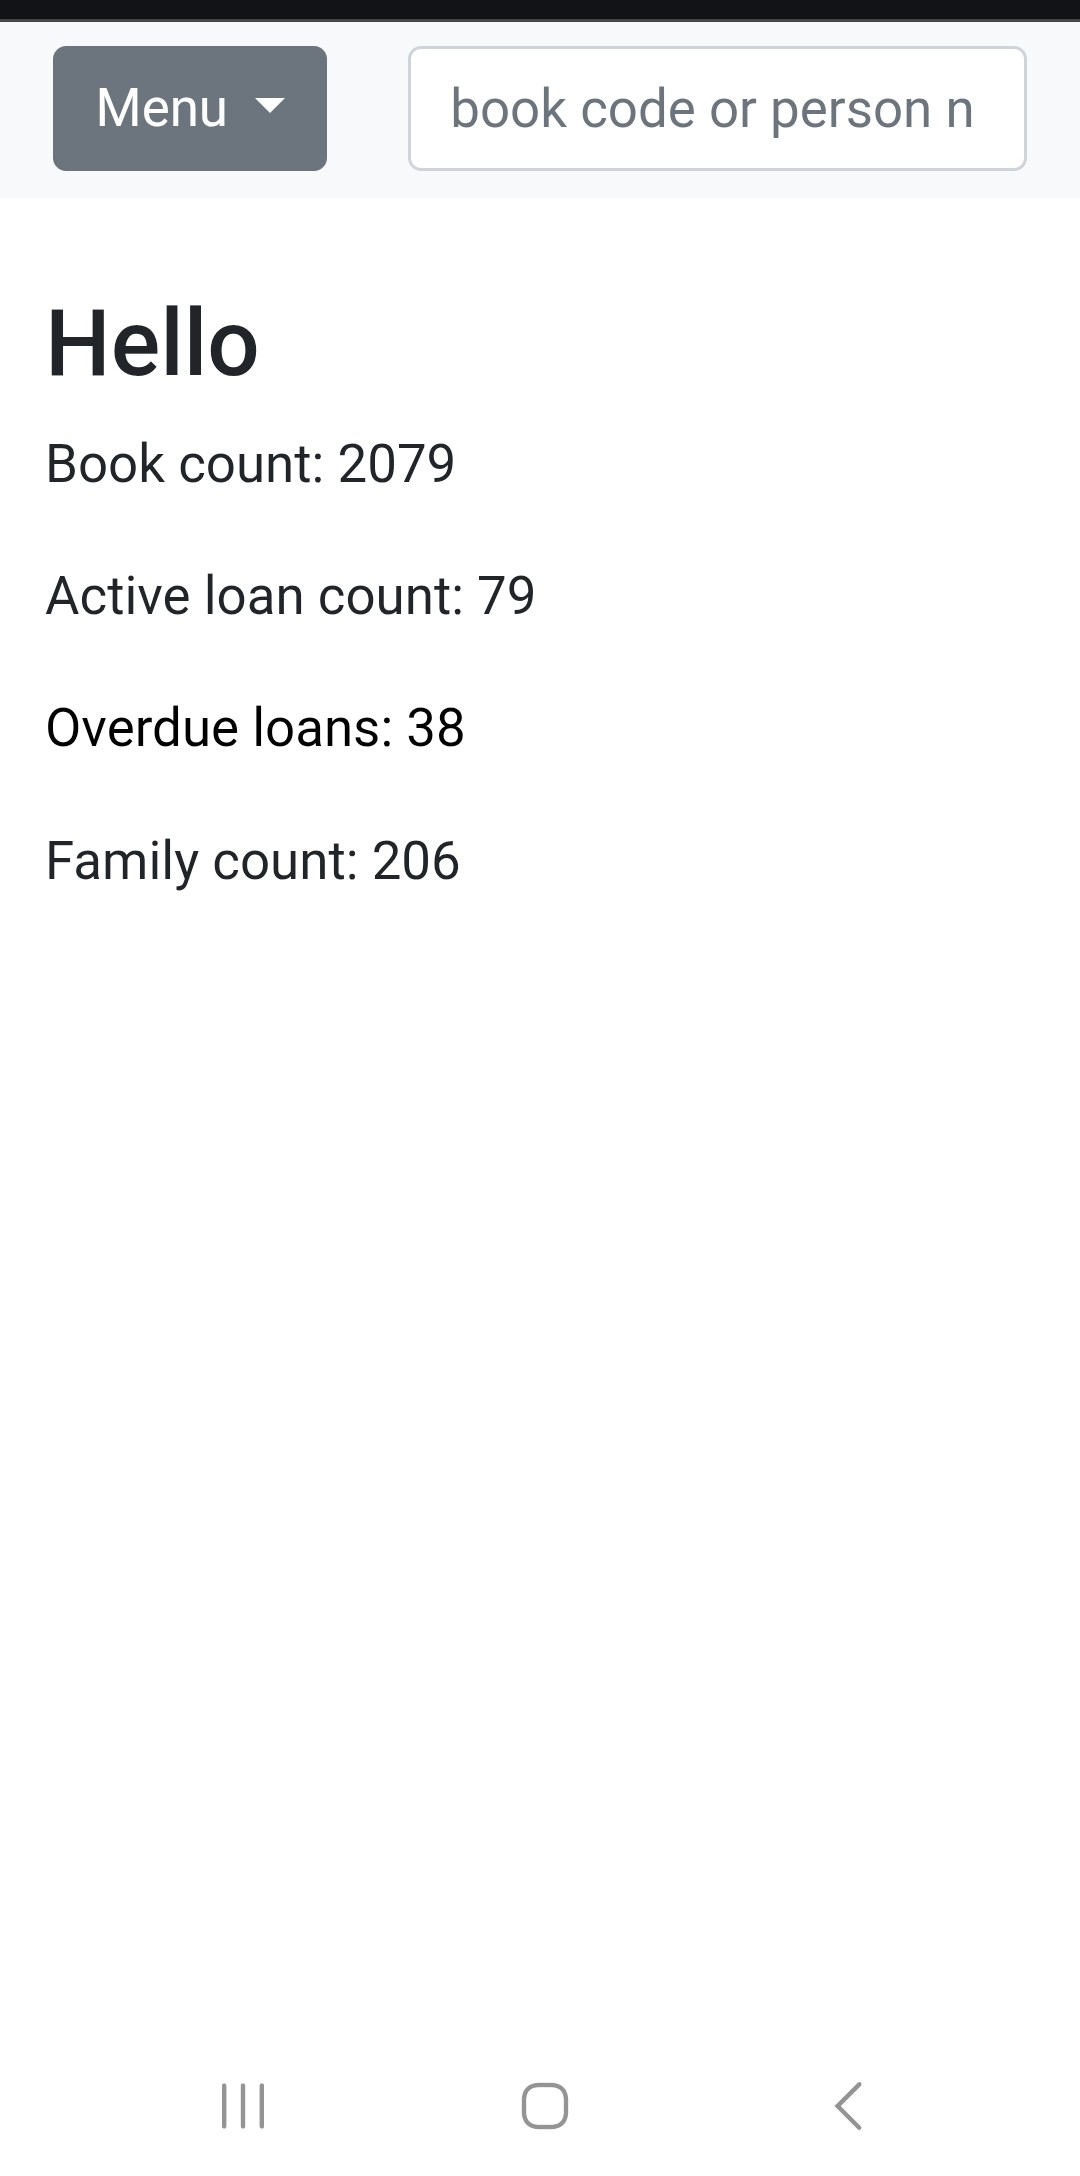 Menu
book code or person n
Hello
Book count: 2079
Active loan count: 79
Overdue loans: 38
Family count: 206